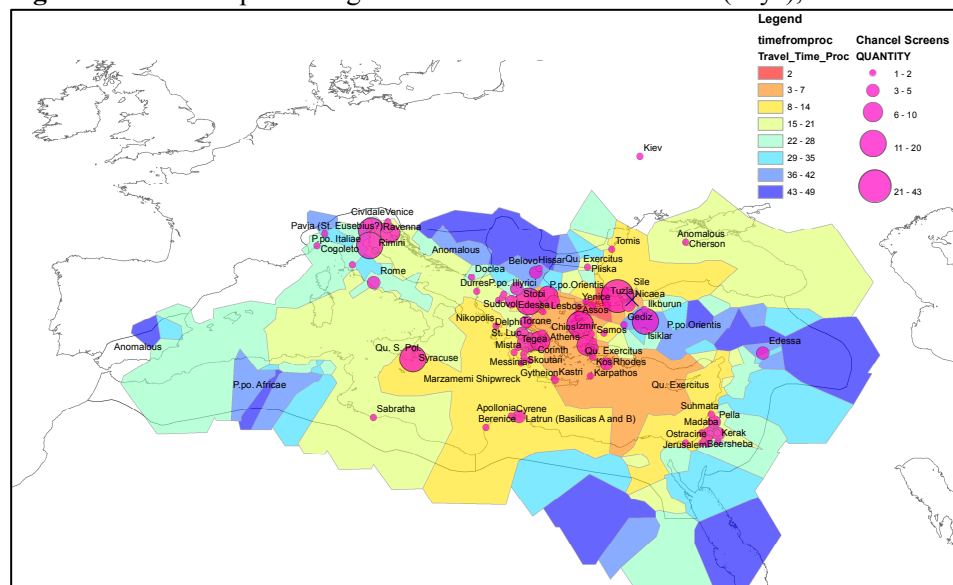 Legend
timefromproc
Travel_Time_Proc
2
3 - 7
8 - 14
15 - 21
22 - 28
29 - 35
36 - 42
43 - 49
Chancel Screens
QUANTITY
1 - 2
3 - 5
6 - 10
11 - 20
21 - 43
Kiev
CividaleVenice
Pavia (St. Eusebius?)
Ravenna
P.po. Italiae
Rimini
Cogoleto
Anomalous
Anomalous
Cherson
Tomis
Belovo
Hissar
Qu. Exercitus
Pliska
Rome
Doclea
Durres
P.po. Illyrici
P.po.Orientis
Sile
Stobi
Tuzla
Nicaea
Sudovol
Edessa
Lesbos
Yenice
Ilkburun
Assos
Nikopolis
Delphi
Torone
Chios
Izmir
Gediz
P.po.Orientis
St. Luc
Athens
Samos
Isiklar
Edessa
Anomalous
Mistra
Tegea
Corinth
Qu. Exercitus
Qu. S. Pal.
Syracuse
Messinia
Skoutari
Kos
Rhodes
Gytheion
Kastri
Karpathos
Marzamemi Shipwreck
Qu. Exercitus
P.po. Africae
Sabratha
Apollonia
Cyrene
Berenice
Latrun (Basilicas A and B)
Suhmata
Pella
Madaba
Ostracine
Kerak
Jerusalem
Beersheba